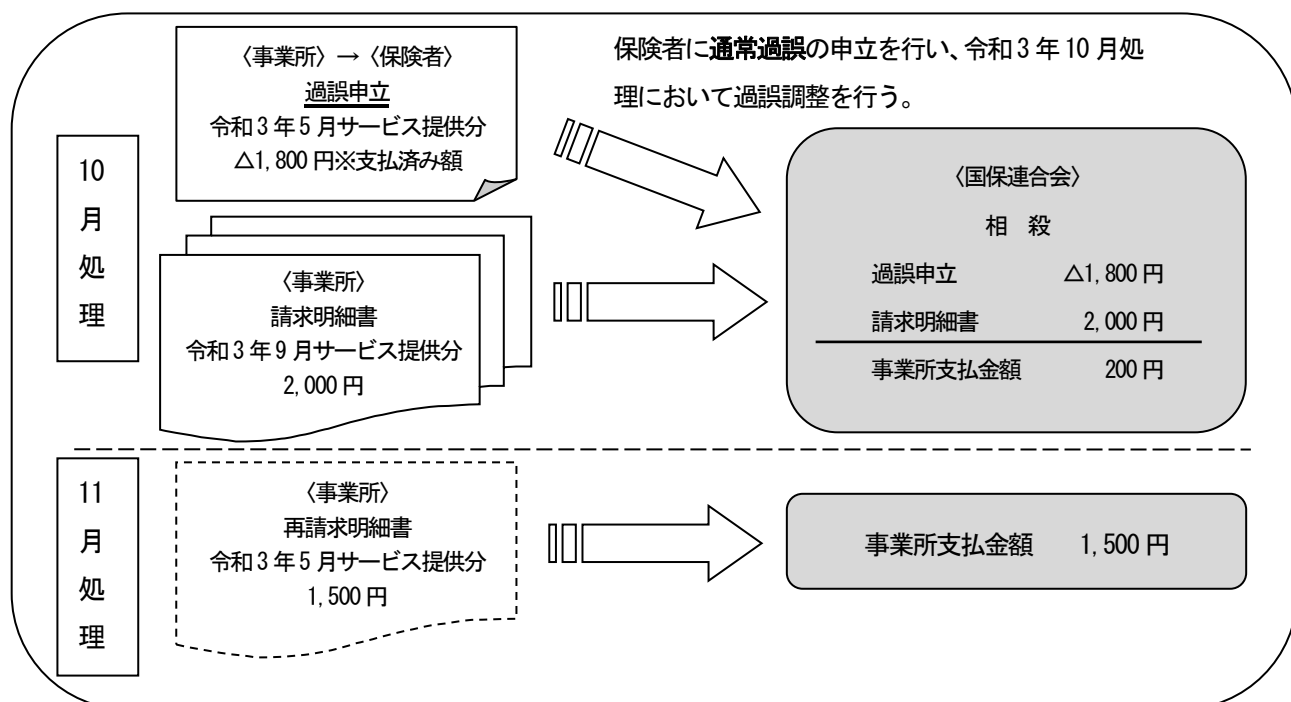 保険者に通常過誤の申立を行い、令和3年10月処
理において過誤調整を行う。
10
月
処
理
〈事業所〉→〈保険者〉
過誤申立
令和3年5月サービス提供分
△1,800円※支払済み額
〈事業所〉
請求明細書
令和3年9月サービス提供分
2,000円
〈国保連合会〉
相 殺
過誤申立 △1,800円
請求明細書 2,000円
事業所支払金額 200円
11
月
処
理
〈事業所〉
再請求明細書
令和3年5月サービス提供分
1,500円
事業所支払金額 1,500円